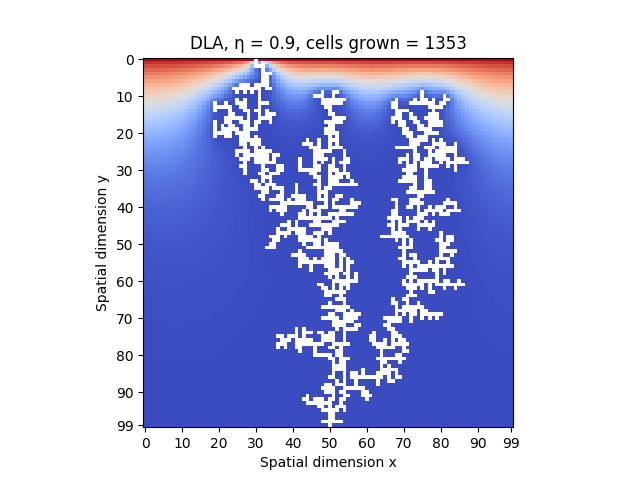 DLA, η = 0.9, cells grown = 1353
Spatial dimension y
0
10
20
30
40
50
60
70
80
90
99
0 10 20 30 40 50 60 70 80 90 99
Spatial dimension x